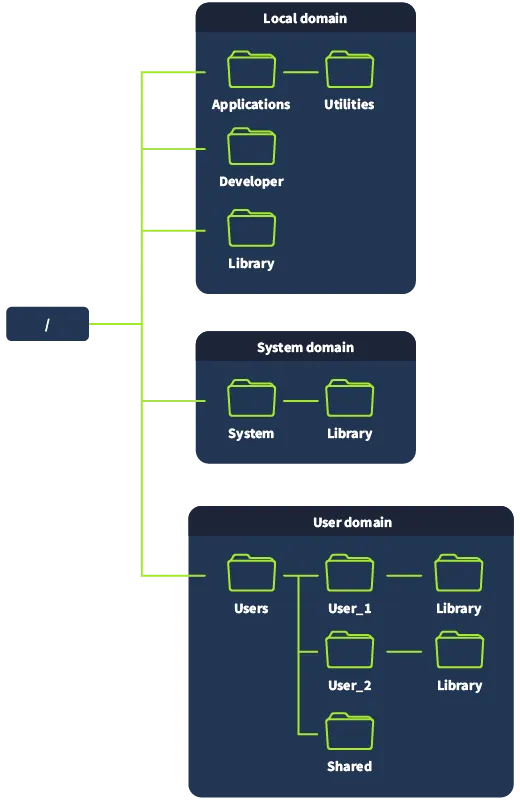 Local domain
Applications Utilities
Developer
Library
/
System domain
System Library
User domain
Users User_1 Library
User_2 Library
Shared